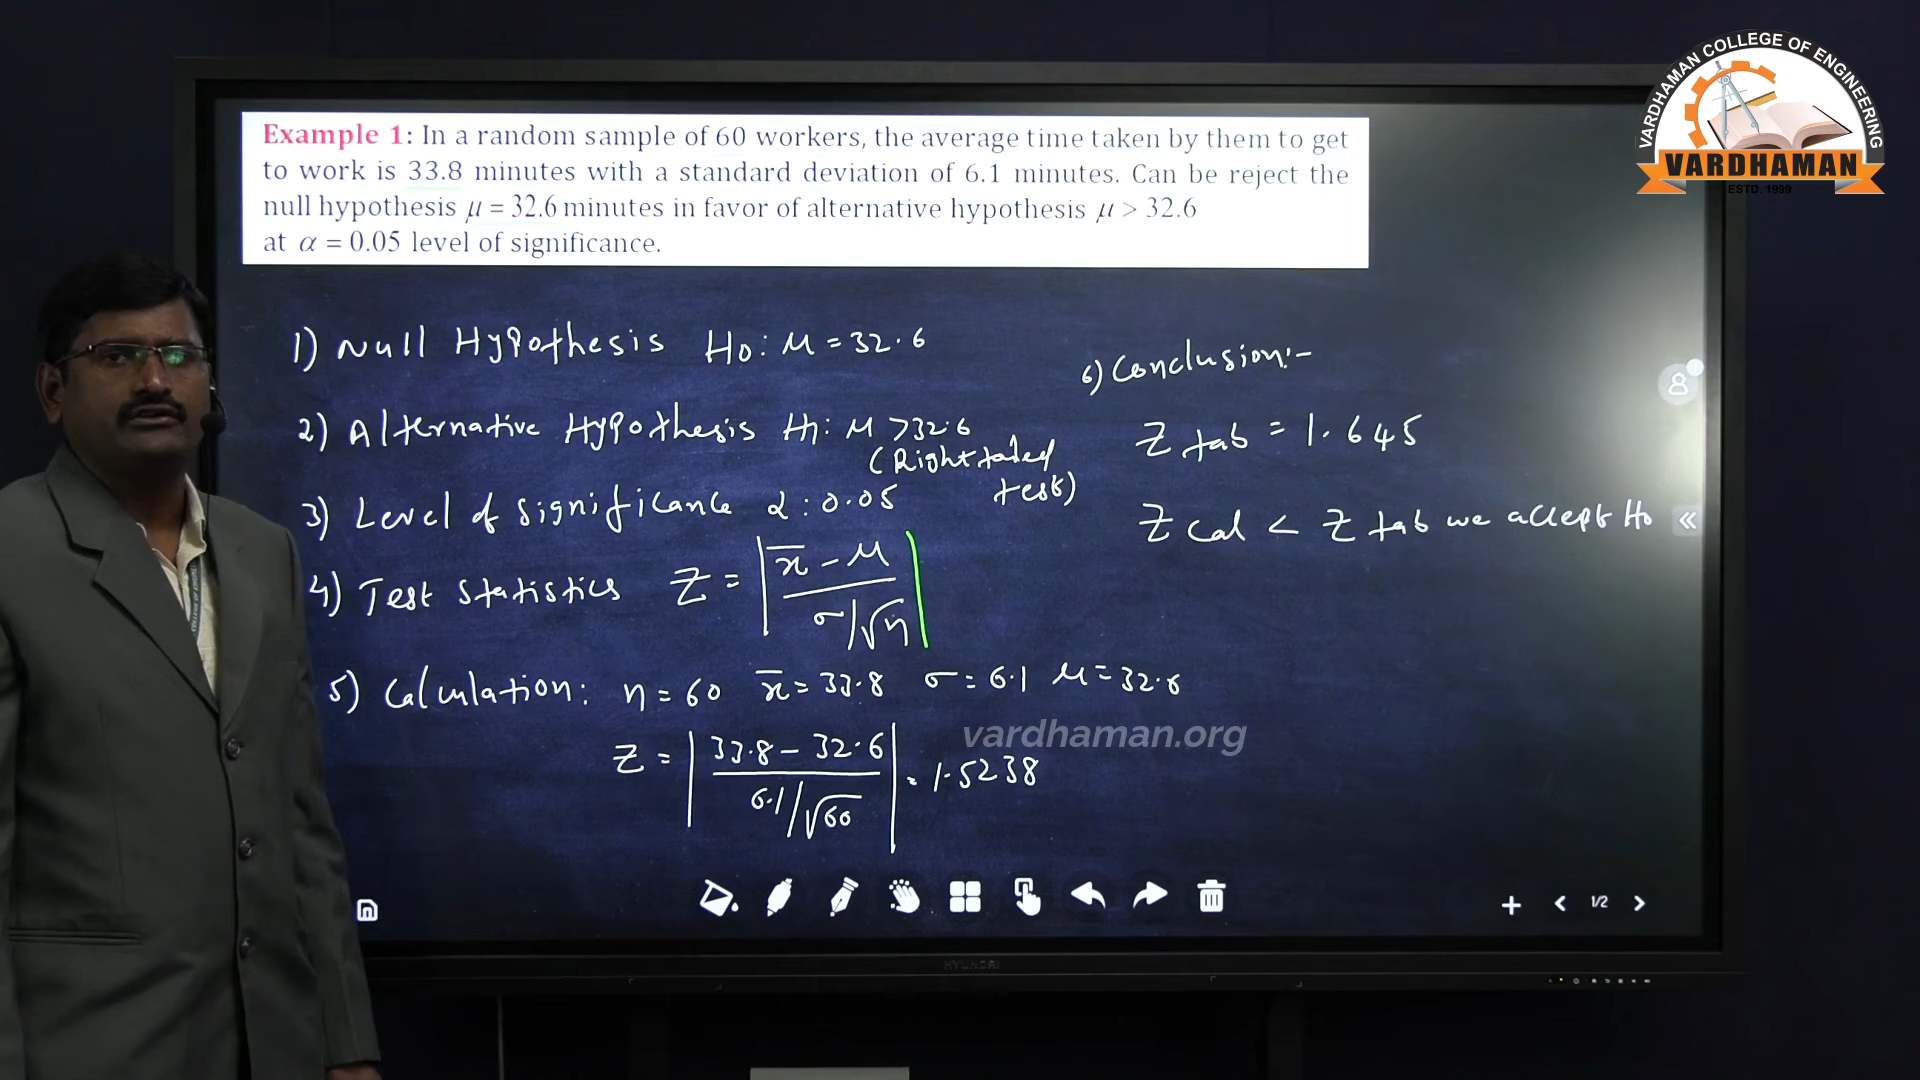 VARDHAMAN COLLEGE OF ENGINEERING
VARDHAMAN
ESTD. 1999
Example 1: In a random sample of 60 workers, the average time taken by them to get
to work is 33.8 minutes with a standard deviation of 6.1 minutes. Can be reject the
null hypothesis μ = 32.6 minutes in favor of alternative hypothesis μ > 32.6
at α = 0.05 level of significance.
1) Null Hypothesis H0: μ = 32.6
2) Alternative Hypothesis H1: μ > 32.6
(Right tailed
test)
3) Level of Significance α: 0.05
4) Test Statistics Z = |(x̄ - μ)/(σ/√n)|
5) Calculation: n = 60 x̄ = 33.8 σ = 6.1 μ = 32.6
Z = |(33.8 - 32.6)/(6.1/√60)| = 1.5238
6) Conclusion:-
Z tab = 1.645
Z cal < Z tab we accept H0
vardhaman.org
1/2
HYUNDAI